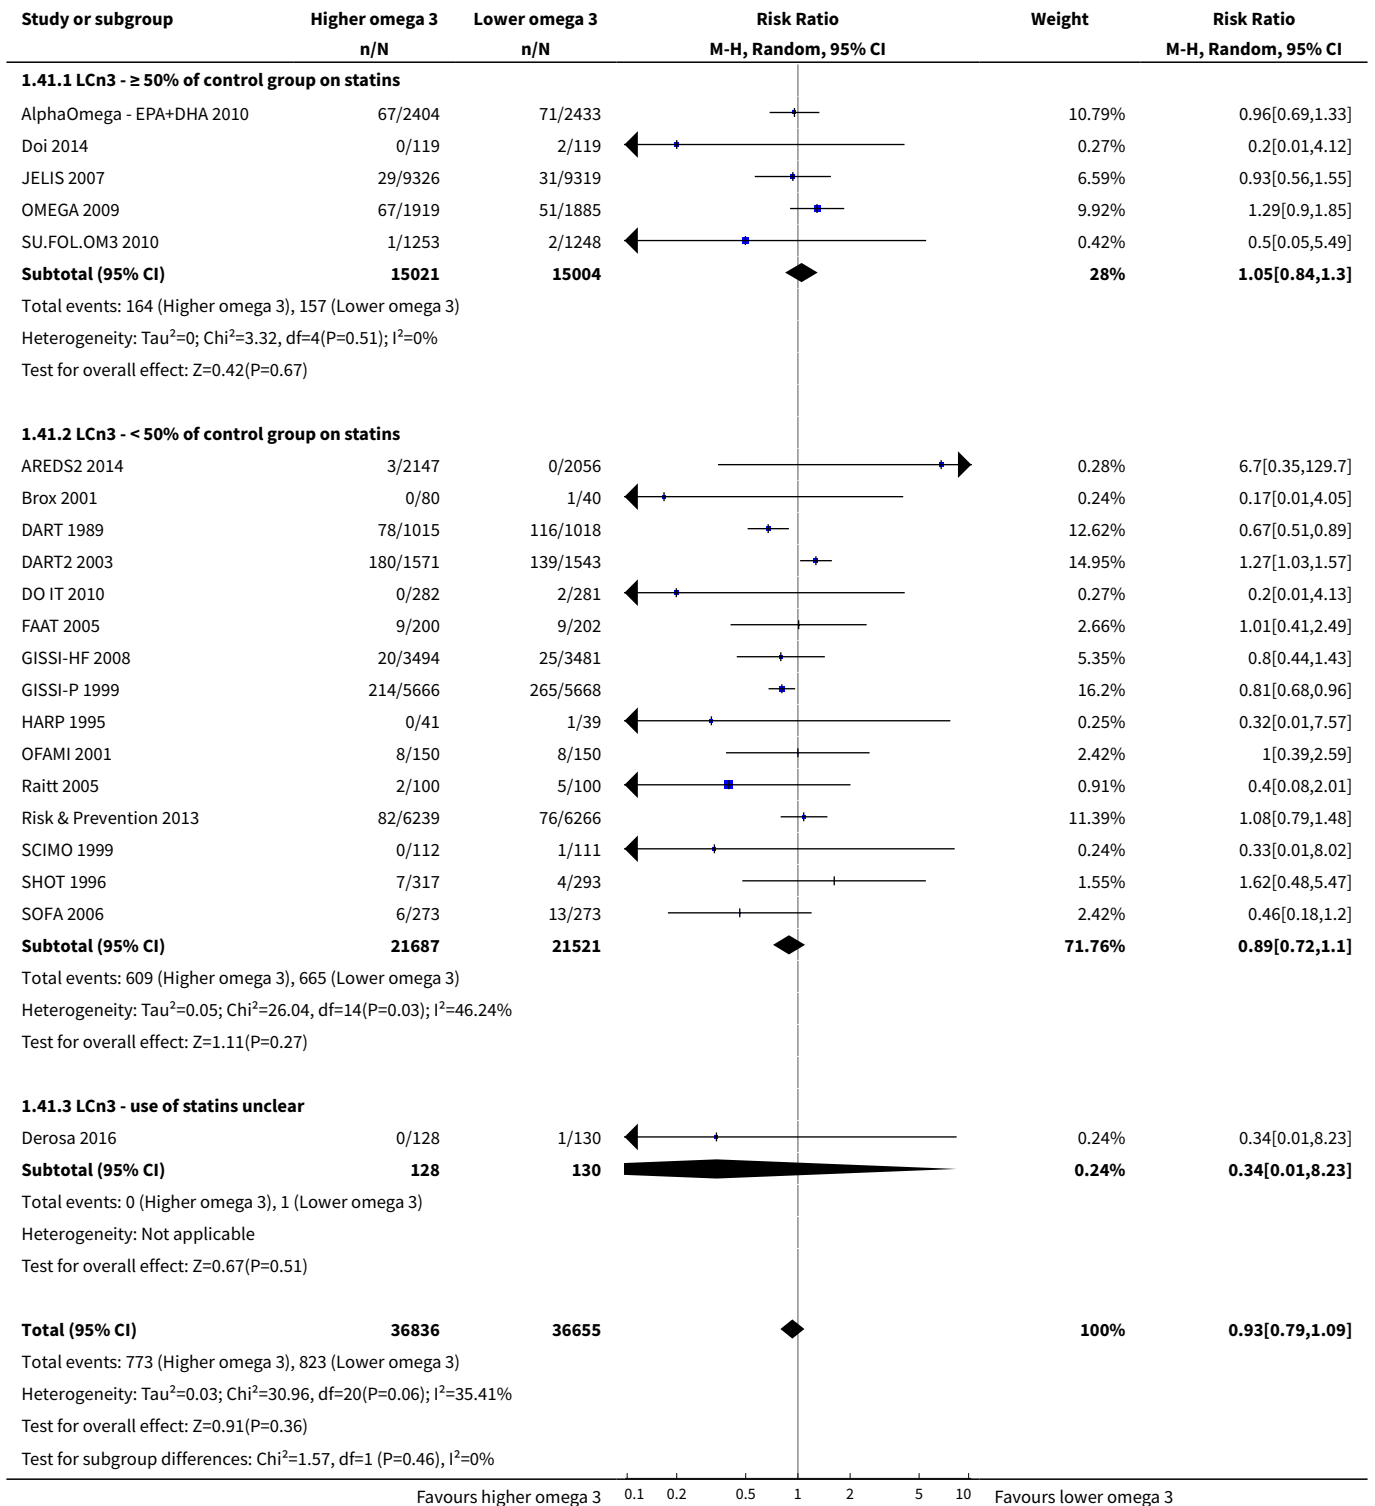 Study or subgroup Higher omega 3 Lower omega 3 Risk Ratio Weight Risk Ratio
n/N n/N M-H, Random, 95% CI M-H, Random, 95% CI
1.41.1 LCn3 - ≥ 50% of control group on statins
AlphaOmega - EPA+DHA 2010 67/2404 71/2433 10.79% 0.96[0.69,1.33]
Doi 2014 0/119 2/119 0.27% 0.2[0.01,4.12]
JELIS 2007 29/9326 31/9319 6.59% 0.93[0.56,1.55]
OMEGA 2009 67/1919 51/1885 9.92% 1.29[0.9,1.85]
SU.FOL.OM3 2010 1/1253 2/1248 0.42% 0.5[0.05,5.49]
Subtotal (95% CI) 15021 15004 28% 1.05[0.84,1.3]
Total events: 164 (Higher omega 3), 157 (Lower omega 3)
Heterogeneity: Tau²=0; Chi²=3.32, df=4(P=0.51); I²=0%
Test for overall effect: Z=0.42(P=0.67)
1.41.2 LCn3 - < 50% of control group on statins
AREDS2 2014 3/2147 0/2056 0.28% 6.7[0.35,129.7]
Brox 2001 0/80 1/40 0.24% 0.17[0.01,4.05]
DART 1989 78/1015 116/1018 12.62% 0.67[0.51,0.89]
DART2 2003 180/1571 139/1543 14.95% 1.27[1.03,1.57]
DO IT 2010 0/282 2/281 0.27% 0.2[0.01,4.13]
FAAT 2005 9/200 9/202 2.66% 1.01[0.41,2.49]
GISSI-HF 2008 20/3494 25/3481 5.35% 0.8[0.44,1.43]
GISSI-P 1999 214/5666 265/5668 16.2% 0.81[0.68,0.96]
HARP 1995 0/41 1/39 0.25% 0.32[0.01,7.57]
OFAMI 2001 8/150 8/150 2.42% 1[0.39,2.59]
Raitt 2005 2/100 5/100 0.91% 0.4[0.08,2.01]
Risk & Prevention 2013 82/6239 76/6266 11.39% 1.08[0.79,1.48]
SCIMO 1999 0/112 1/111 0.24% 0.33[0.01,8.02]
SHOT 1996 7/317 4/293 1.55% 1.62[0.48,5.47]
SOFA 2006 6/273 13/273 2.42% 0.46[0.18,1.2]
Subtotal (95% CI) 21687 21521 71.76% 0.89[0.72,1.1]
Total events: 609 (Higher omega 3), 665 (Lower omega 3)
Heterogeneity: Tau²=0.05; Chi²=26.04, df=14(P=0.03); I²=46.24%
Test for overall effect: Z=1.11(P=0.27)
1.41.3 LCn3 - use of statins unclear
Derosa 2016 0/128 1/130 0.24% 0.34[0.01,8.23]
Subtotal (95% CI) 128 130 0.24% 0.34[0.01,8.23]
Total events: 0 (Higher omega 3), 1 (Lower omega 3)
Heterogeneity: Not applicable
Test for overall effect: Z=0.67(P=0.51)
Total (95% CI) 36836 36655 100% 0.93[0.79,1.09]
Total events: 773 (Higher omega 3), 823 (Lower omega 3)
Heterogeneity: Tau²=0.03; Chi²=30.96, df=20(P=0.06); I²=35.41%
Test for overall effect: Z=0.91(P=0.36)
Test for subgroup differences: Chi²=1.57, df=1 (P=0.46), I²=0%
Favours higher omega 3 0.1 0.2 0.5 1 2 5 10 Favours lower omega 3